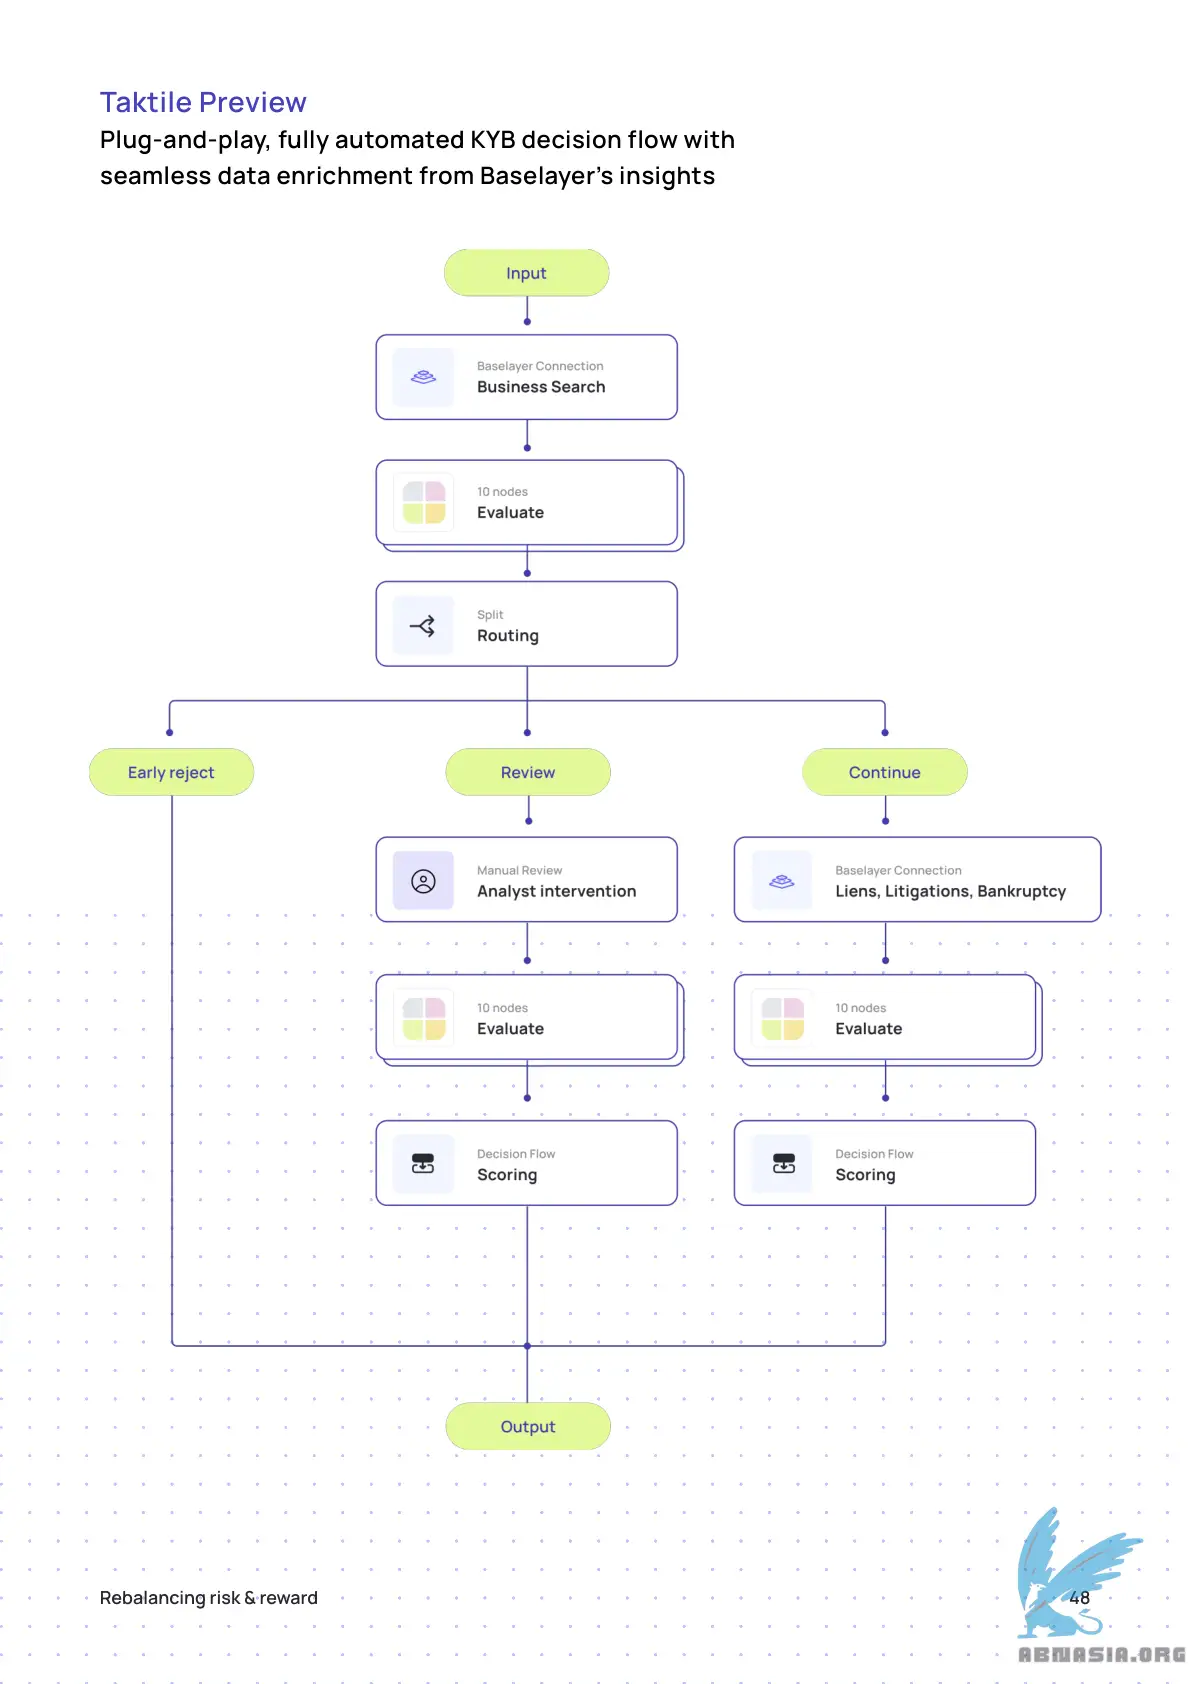 Taktile Preview
Plug-and-play, fully automated KYB decision flow with
seamless data enrichment from Baselayer’s insights
Input
Baselayer Connection
Business Search
10 nodes
Evaluate
Split
Routing
Early reject
Review
Continue
Manual Review
Analyst intervention
Baselayer Connection
Liens, Litigations, Bankruptcy
10 nodes
Evaluate
10 nodes
Evaluate
Decision Flow
Scoring
Decision Flow
Scoring
Output
Rebalancing risk & reward
48
ABMASIA.ORG